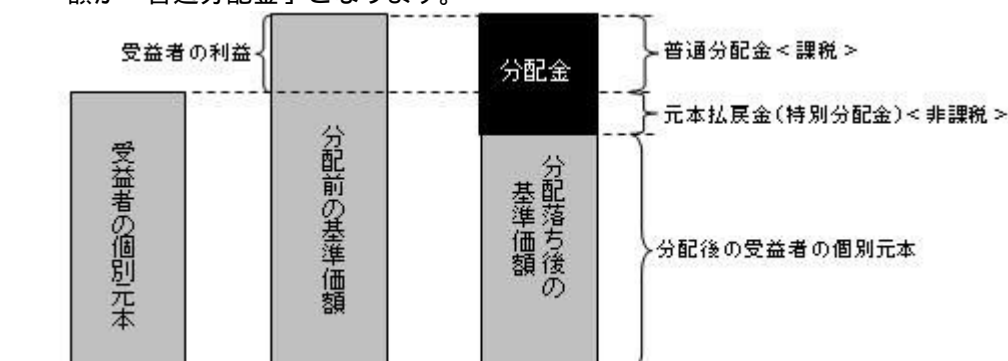 額が「普通分配金」となります。
受益者の利益
分配金
普通分配金<課税>
元本払戻金(特別分配金)<非課税>
受益者の個別元本
分配前の基準価額
分配落ち後の
基準価額
分配後の受益者の個別元本